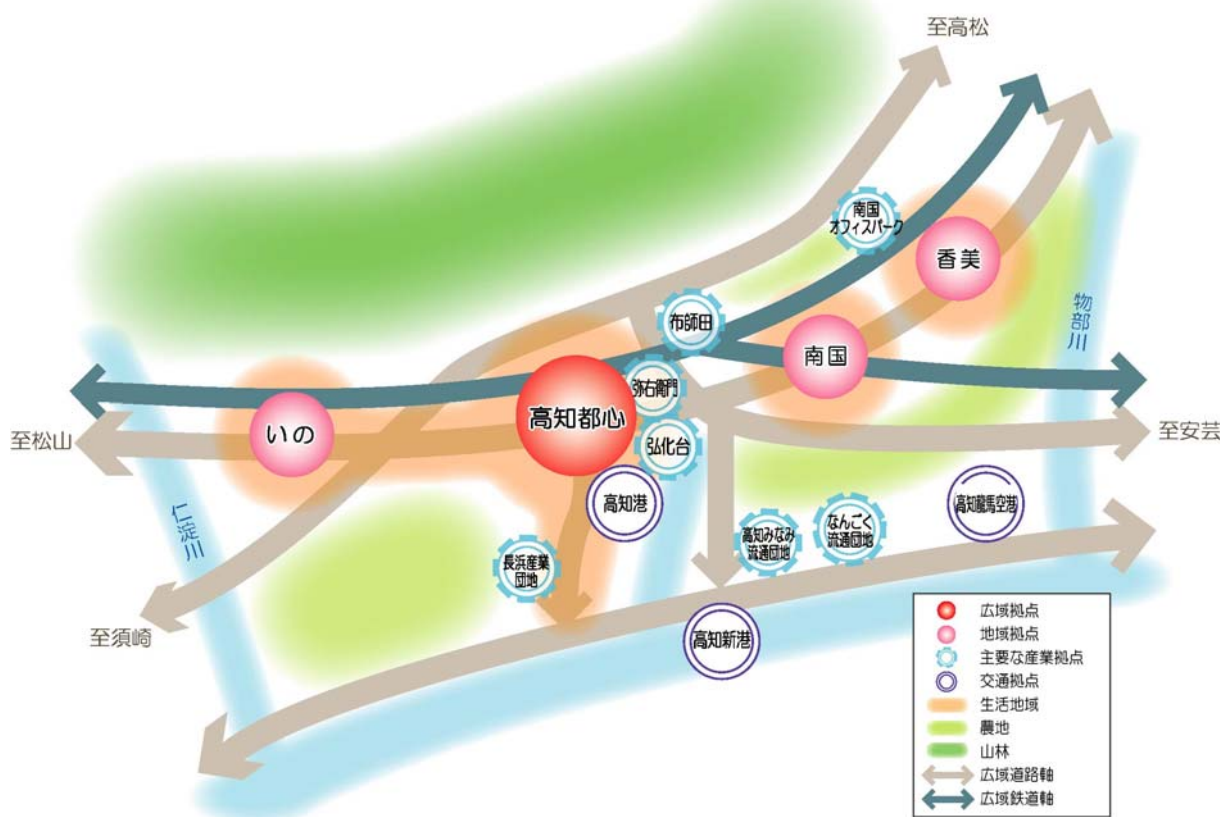 至高松
南国
オフィスパーク
香美
物部川
布師田
南国
弥右衛門
高知都心
いの
至松山
至安芸
弘化台
高知港
高知龍馬空港
仁淀川
なんごく
流通団地
高知みなみ
流通団地
長浜産業
団地
至須崎
高知新港
広域拠点
地域拠点
主要な産業拠点
交通拠点
生活地域
農地
山林
広域道路軸
広域鉄道軸